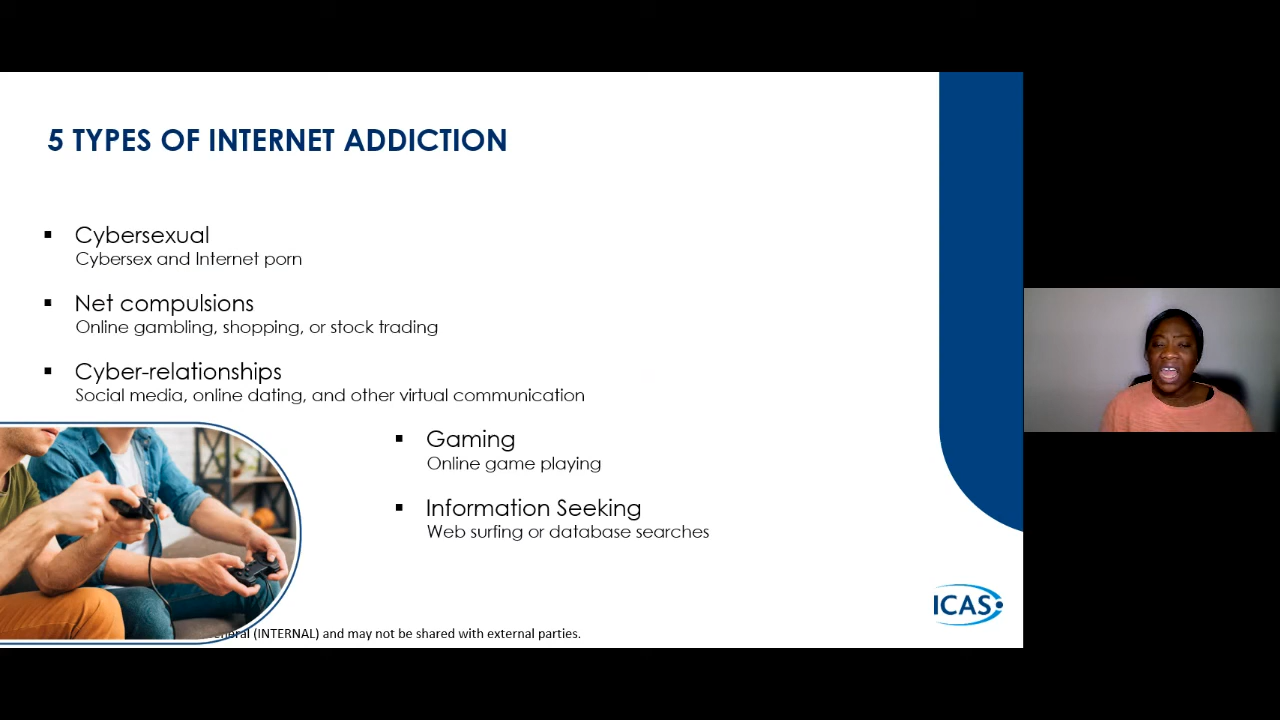 5 TYPES OF INTERNET ADDICTION
Cybersexual
Cybersex and Internet porn
Net compulsions
Online gambling, shopping, or stock trading
Cyber-relationships
Social media, online dating, and other virtual communication
Gaming
Online game playing
Information Seeking
Web surfing or database searches
ICAS
(INTERNAL) and may not be shared with external parties.